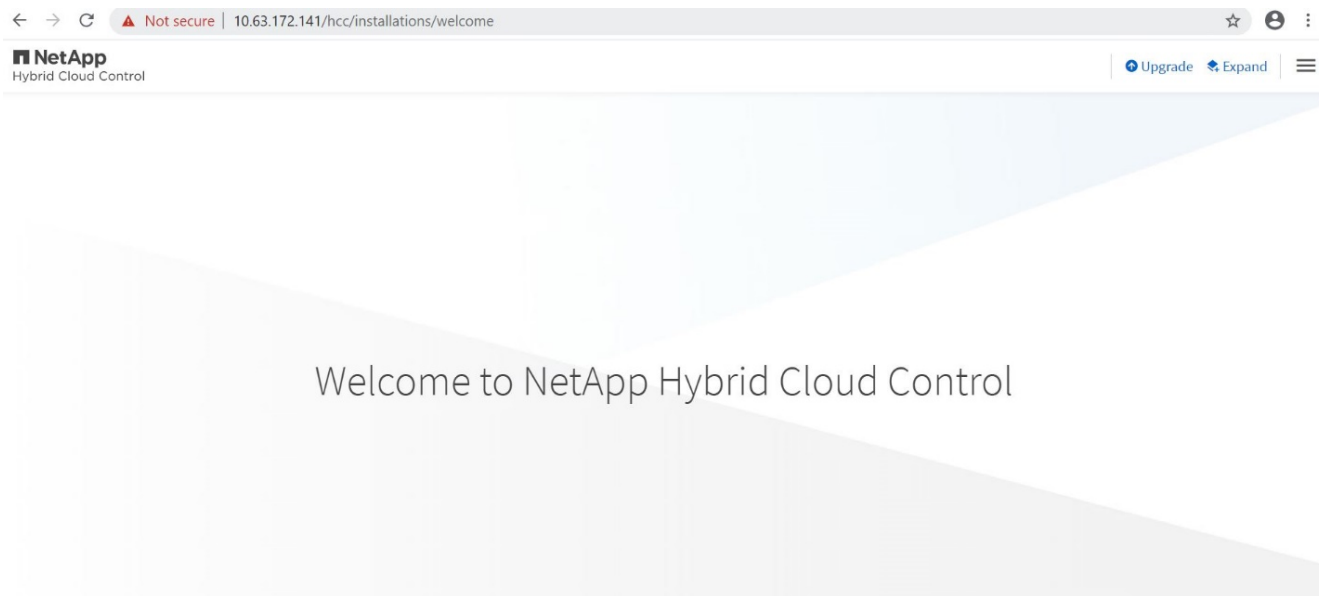 Not secure | 10.63.172.141/hcc/installations/welcome
NetApp
Hybrid Cloud Control
Upgrade Expand
Welcome to NetApp Hybrid Cloud Control